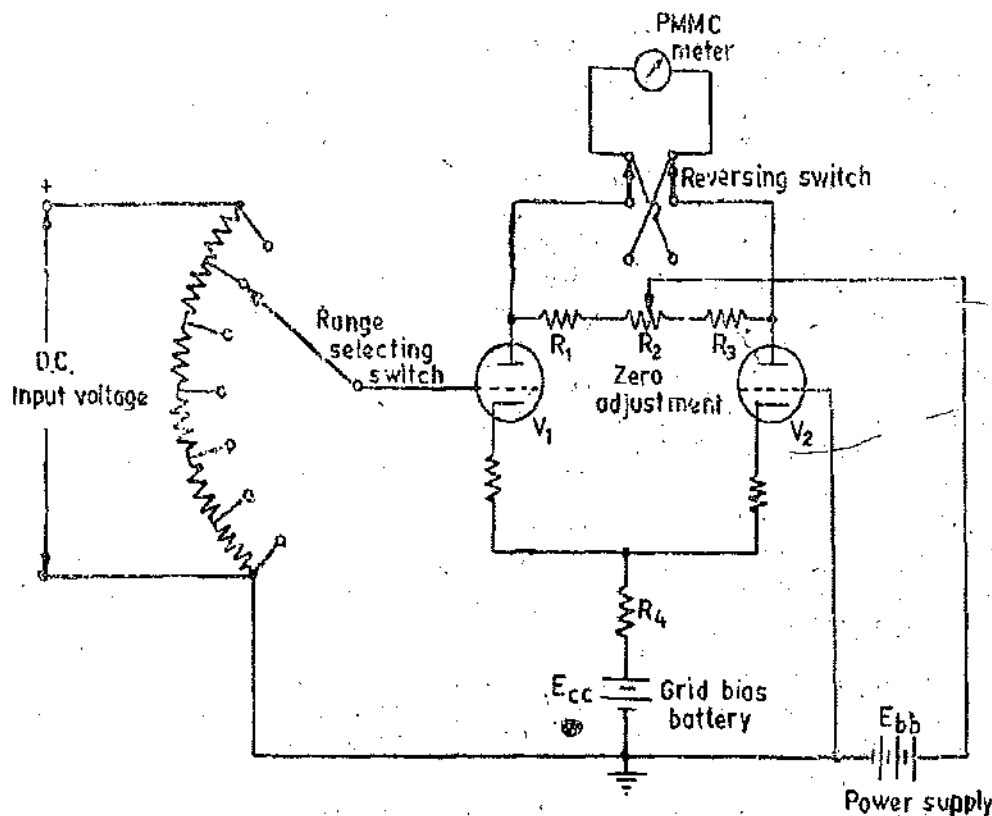 PMMC
meter
Reversing switch
+
D.C.
Input voltage
Range
selecting
switch
R1
R2
R3
Zero
adjustment
V1
V2
R4
Ecc
Grid bias
battery
Ebb
Power supply